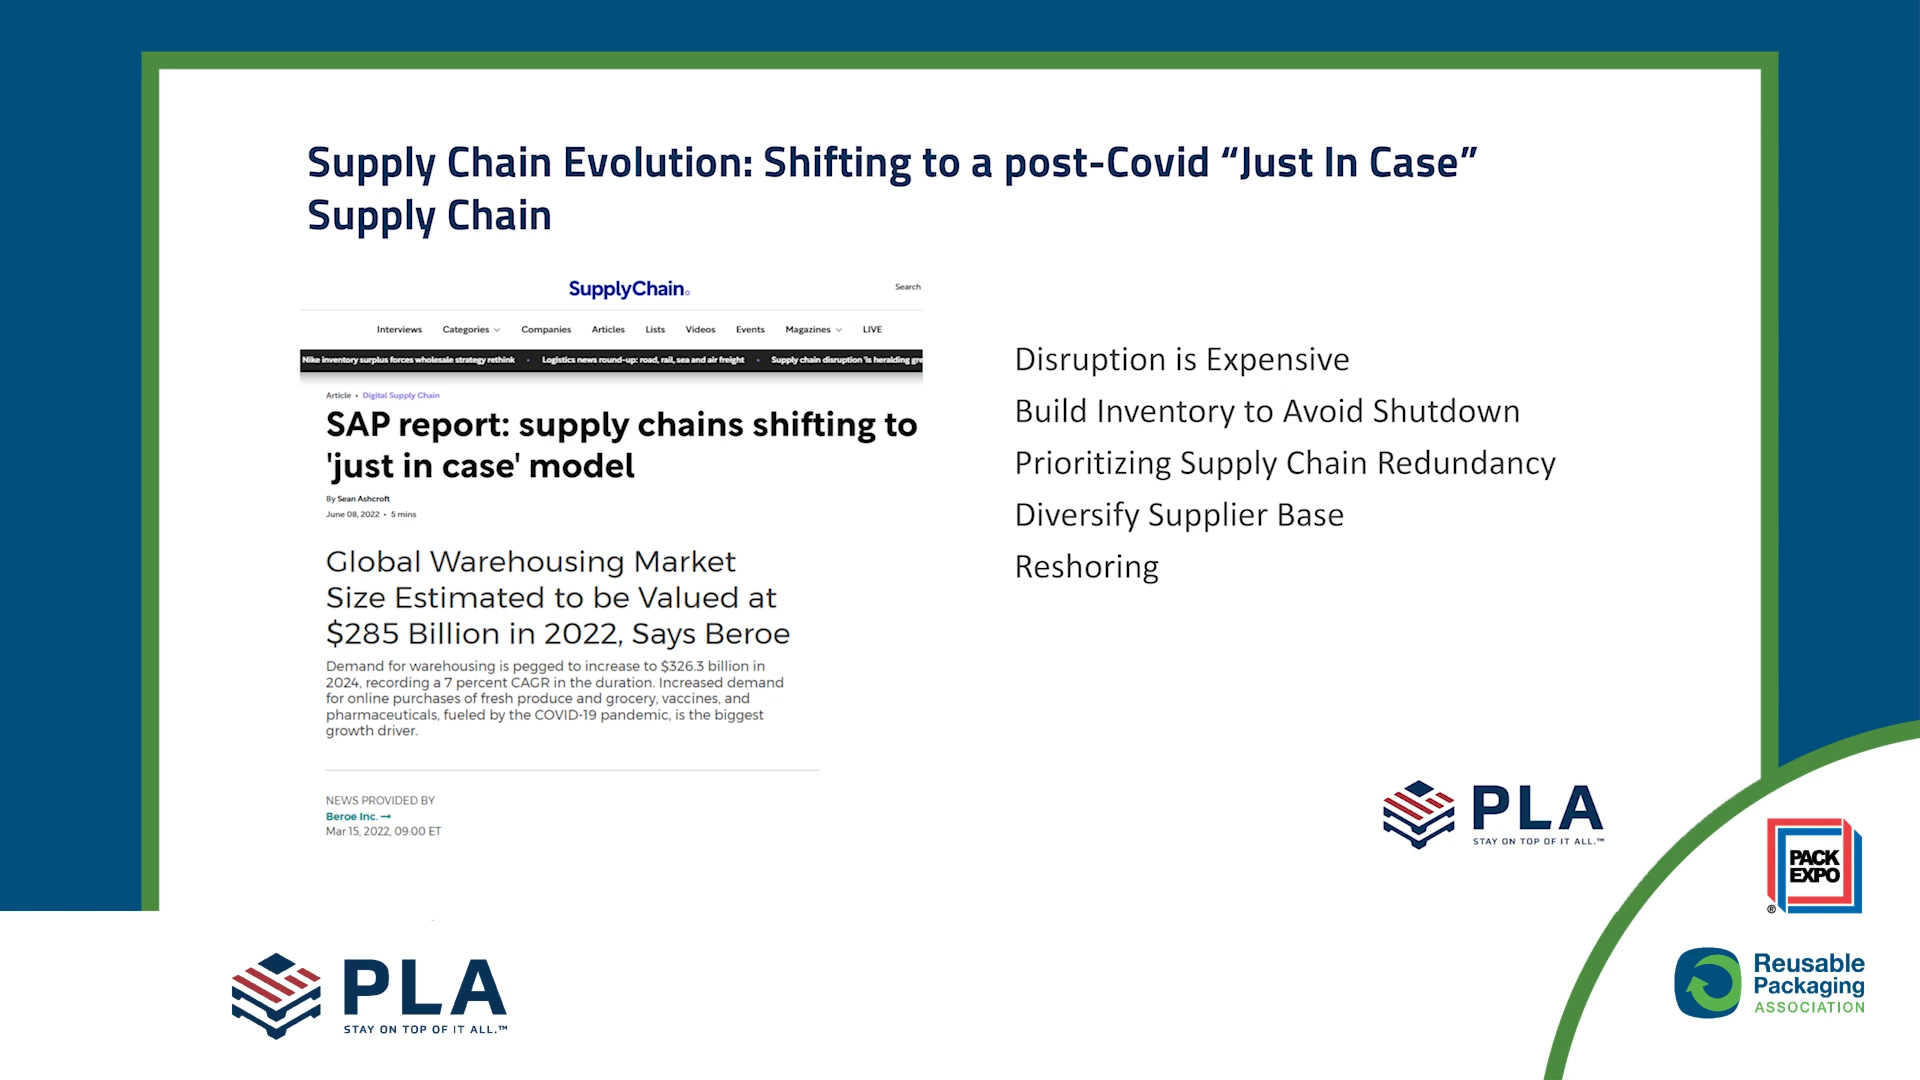 Supply Chain Evolution: Shifting to a post-Covid “Just In Case”
Supply Chain
SupplyChain.
Search
Interviews Categories Companies Articles Lists Videos Events Magazines LIVE
Nike inventory surplus forces wholesale strategy rethink • Logistics news round-up: road, rail, sea and air freight • Supply chain disruption 'is heralding gre
Article • Digital Supply Chain
SAP report: supply chains shifting to
'just in case' model
By Sean Ashcroft
June 08, 2022 • 5 mins
Global Warehousing Market
Size Estimated to be Valued at
$285 Billion in 2022, Says Beroe
Demand for warehousing is pegged to increase to $326.3 billion in
2024, recording a 7 percent CAGR in the duration. Increased demand
for online purchases of fresh produce and grocery, vaccines, and
pharmaceuticals, fueled by the COVID-19 pandemic, is the biggest
growth driver.
NEWS PROVIDED BY
Beroe Inc. →
Mar 15, 2022, 09:00 ET
Disruption is Expensive
Build Inventory to Avoid Shutdown
Prioritizing Supply Chain Redundancy
Diversify Supplier Base
Reshoring
PLA
STAY ON TOP OF IT ALL.™
PACK
EXPO
®
PLA
STAY ON TOP OF IT ALL.™
Reusable
Packaging
ASSOCIATION